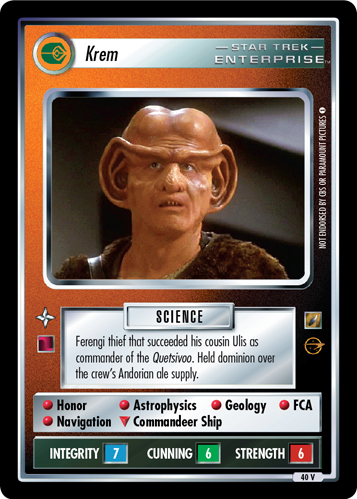 Krem
STAR TREK
ENTERPRISE™
NOT ENDORSED BY CBS OR PARAMOUNT PICTURES
SCIENCE
Ferengi thief that succeeded his cousin Ulis as
commander of the Quetsivoo. Held dominion over
the crew's Andorian ale supply.
Honor Astrophysics Geology FCA
Navigation Commandeer Ship
INTEGRITY 7 CUNNING 6 STRENGTH 6
40 V